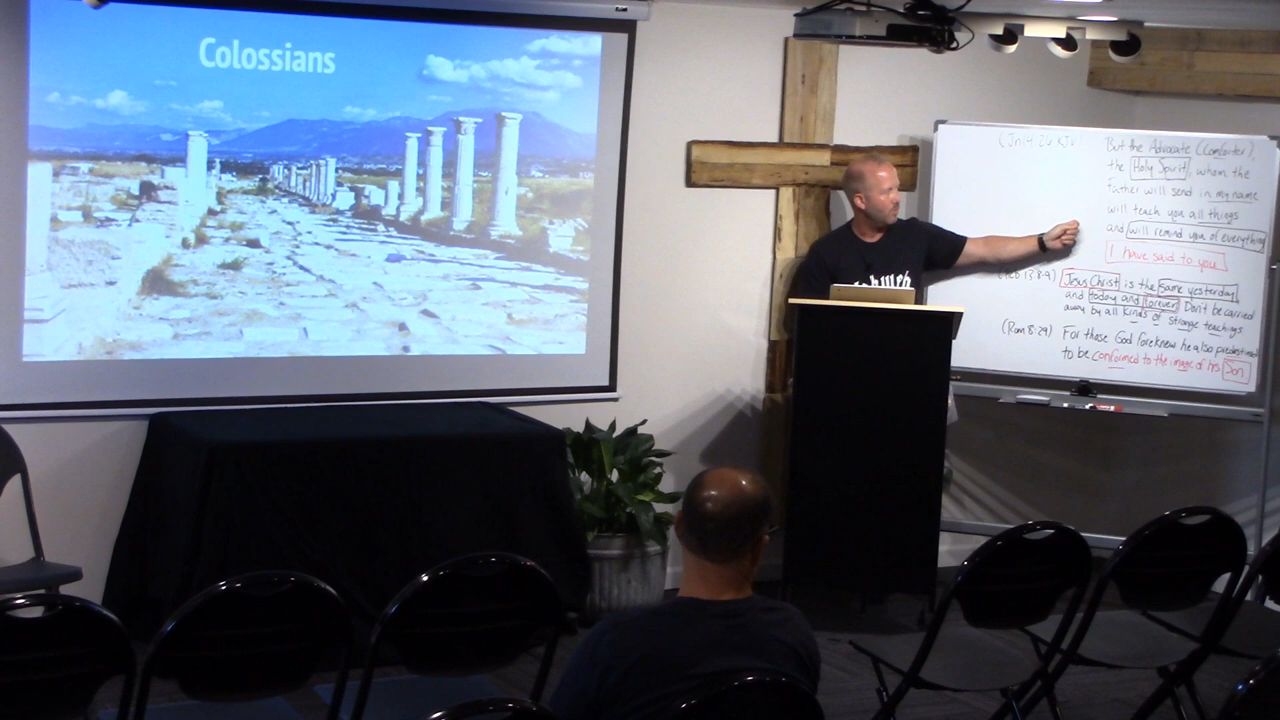 Colossians
(Jn 14:26 NJV)
But the Advocate (Comforter),
the Holy Spirit, whom the
father will send in my name
will teach you all things
and will remind you of everything
I have said to you
(Heb 13:8-9) Jesus Christ is the same yesterday
and today and forever. Don't be carried
away by all kinds of strange teachings
(Rom 8:29) For those God foreknew he also predestined
to be conformed to the image of his Son
church